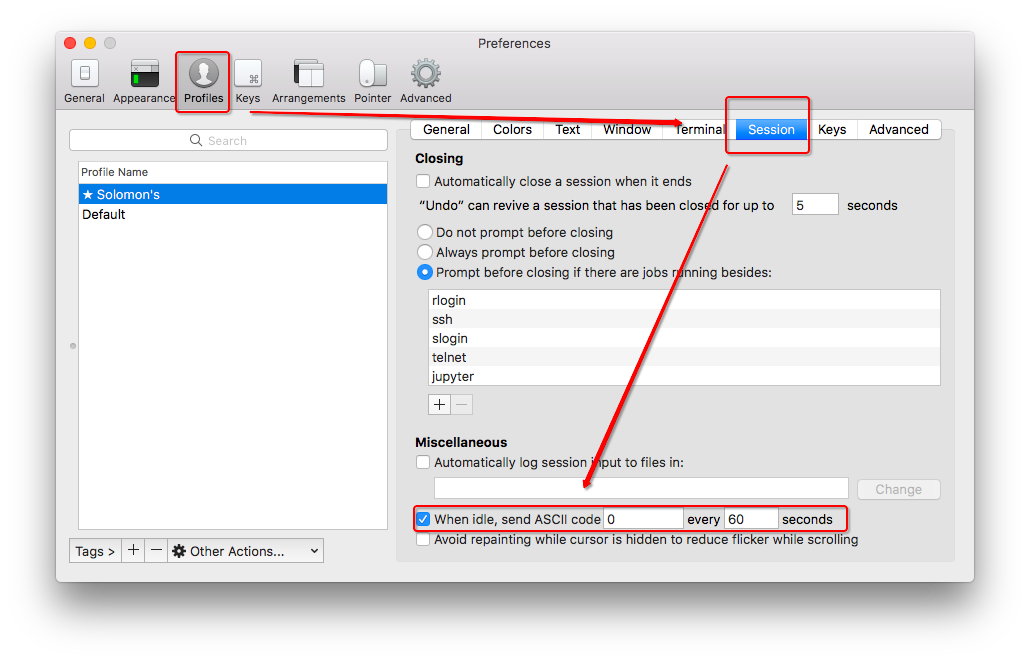 Preferences
General Appearance Profiles Keys Arrangements Pointer Advanced
Search
Profile Name
★ Solomon's
Default
Tags > + − Other Actions...
General Colors Text Window Terminal Session Keys Advanced
Closing
Automatically close a session when it ends
“Undo” can revive a session that has been closed for up to 5 seconds
Do not prompt before closing
Always prompt before closing
Prompt before closing if there are jobs running besides:
rlogin
ssh
slogin
telnet
jupyter
+ −
Miscellaneous
Automatically log session input to files in:
Change
When idle, send ASCII code 0 every 60 seconds
Avoid repainting while cursor is hidden to reduce flicker while scrolling